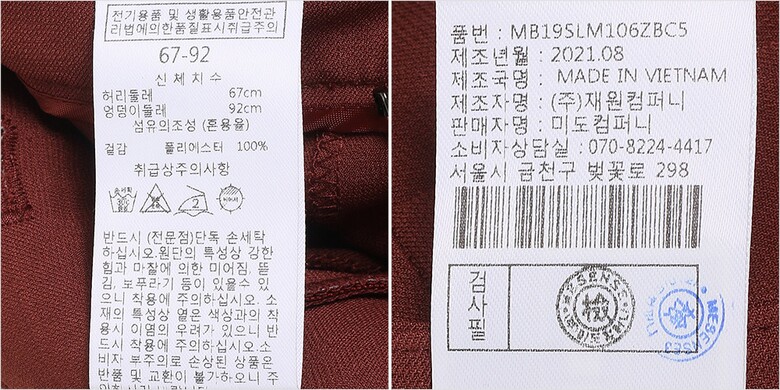 전기용품 및 생활용품안전관
리법에의한품질표시취급주의
67-92
신체치수
허리둘레 67cm
엉덩이둘레 92cm
섬유의조성 (혼용율)
겉감 폴리에스터 100%
취급상주의사항
2
반드시 (전문점)단독 손세탁
하십시오.원단의 특성상 강한
힘과 마찰에 의한 미어짐, 뜯
김, 보푸라기 등이 있을수 있
으니 착용에 주의하십시오. 소
재의 특성상 옅은 색상과의 착
용시 이염의 우려가 있으니 반
드시 착용에 주의하십시오.소
비자 부주의로 손상된 상품은
반품 및 교환이 불가하오니 주
품번 : MB19SLM106ZBC5
제조년월 : 2021.08
제조국명 : MADE IN VIETNAM
제조자명 : (주)재원컴퍼니
판매자명 : 미도컴퍼니
소비자상담실 : 070-8224-4417
서울시 금천구 벚꽃로 298
검사필
檢